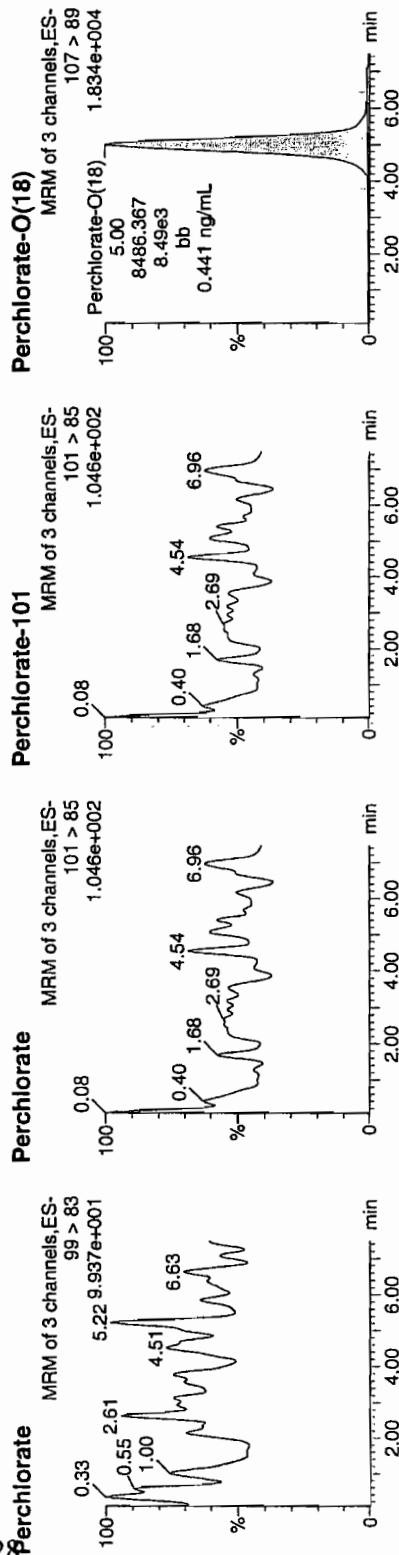 Perchlorate
MRM of 3 channels,ES-
99 > 83
5.22 9.937e+001
100
0.33
0.55
1.00
2.61
4.51
6.63
%
0
2.00
4.00
6.00
min
Perchlorate
MRM of 3 channels,ES-
101 > 85
1.046e+002
100
0.08
0.40
1.68
2.69
4.54
6.96
%
0
2.00
4.00
6.00
min
Perchlorate-101
MRM of 3 channels,ES-
101 > 85
1.046e+002
100
0.08
0.40
1.68
2.69
4.54
6.96
%
0
2.00
4.00
6.00
min
Perchlorate-O(18)
MRM of 3 channels,ES-
107 > 89
1.834e+004
100
Perchlorate-O(18)
5.00
8486.367
8.49e3
bb
0.441 ng/mL
%
0
2.00
4.00
6.00
min